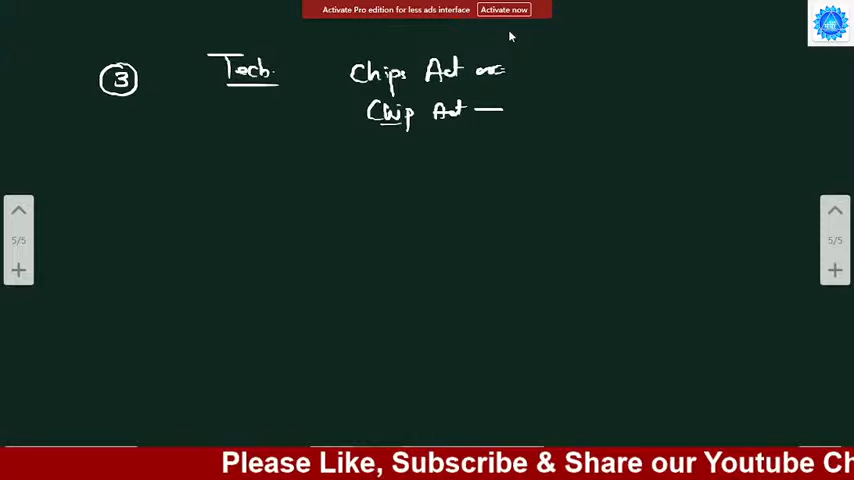 Activate Pro edition for less ads interface Activate now
3 Tech. Chips Act
Chip Act —
5/5 5/5
Please Like, Subscribe & Share our Youtube Ch